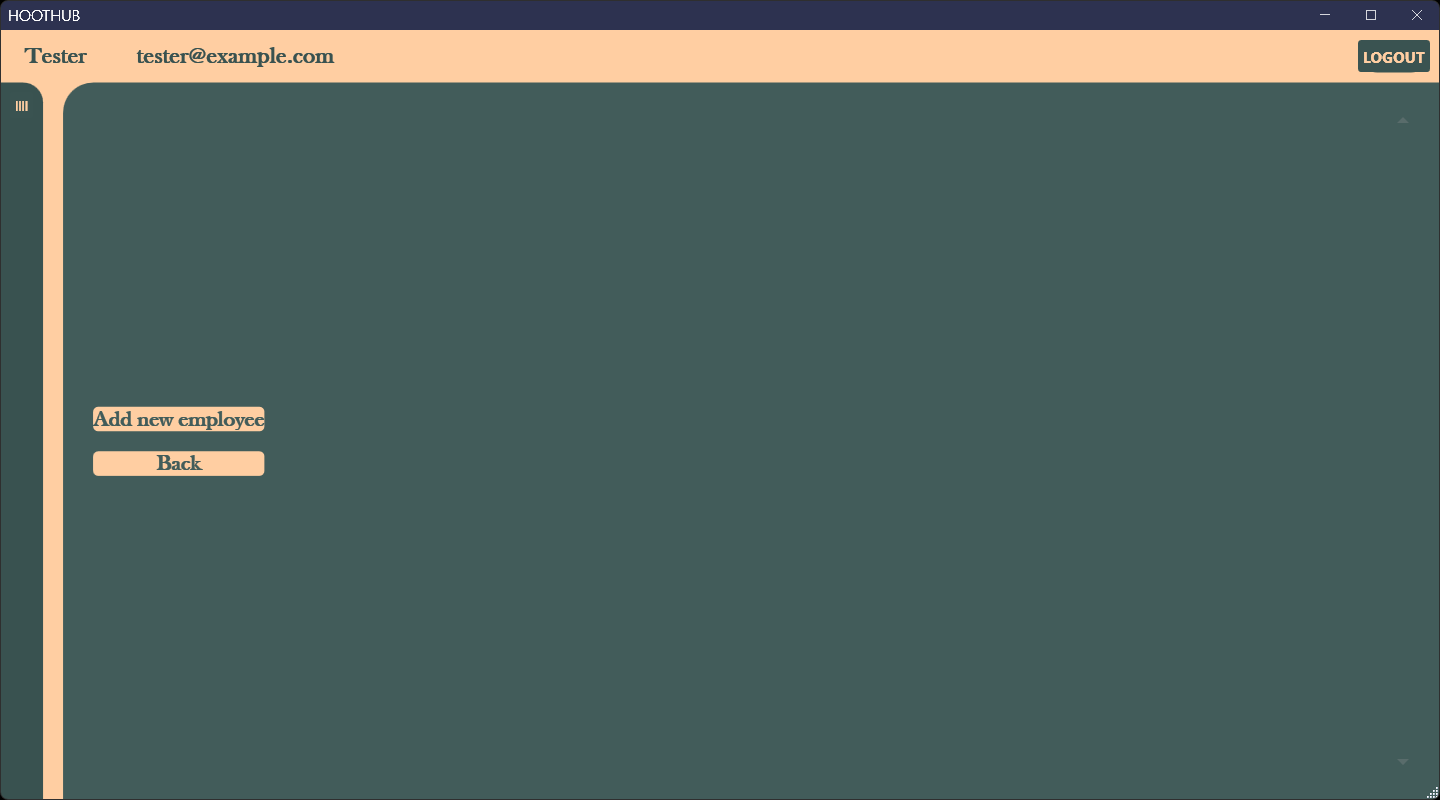 HOOTHUB
Tester tester@example.com LOGOUT
Add new employee
Back